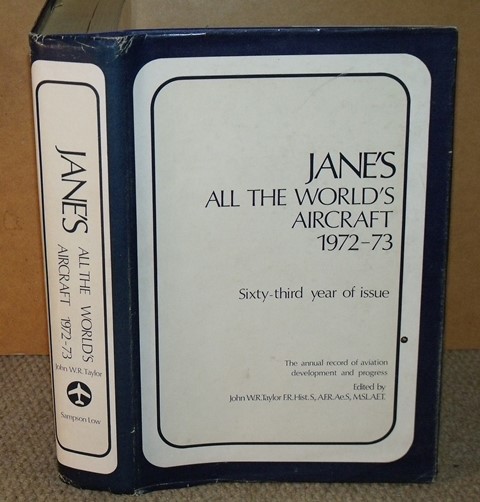 JANE'S
ALL THE WORLD'S
AIRCRAFT 1972-73
John W.R. Taylor
Sampson Low
JANE'S
ALL THE WORLD'S
AIRCRAFT
1972-73
Sixty-third year of issue
The annual record of aviation
development and progress
Edited by
John W.R.Taylor F.R.Hist.S., A.F.R.Ae.S., M.S.L.A.E.T.